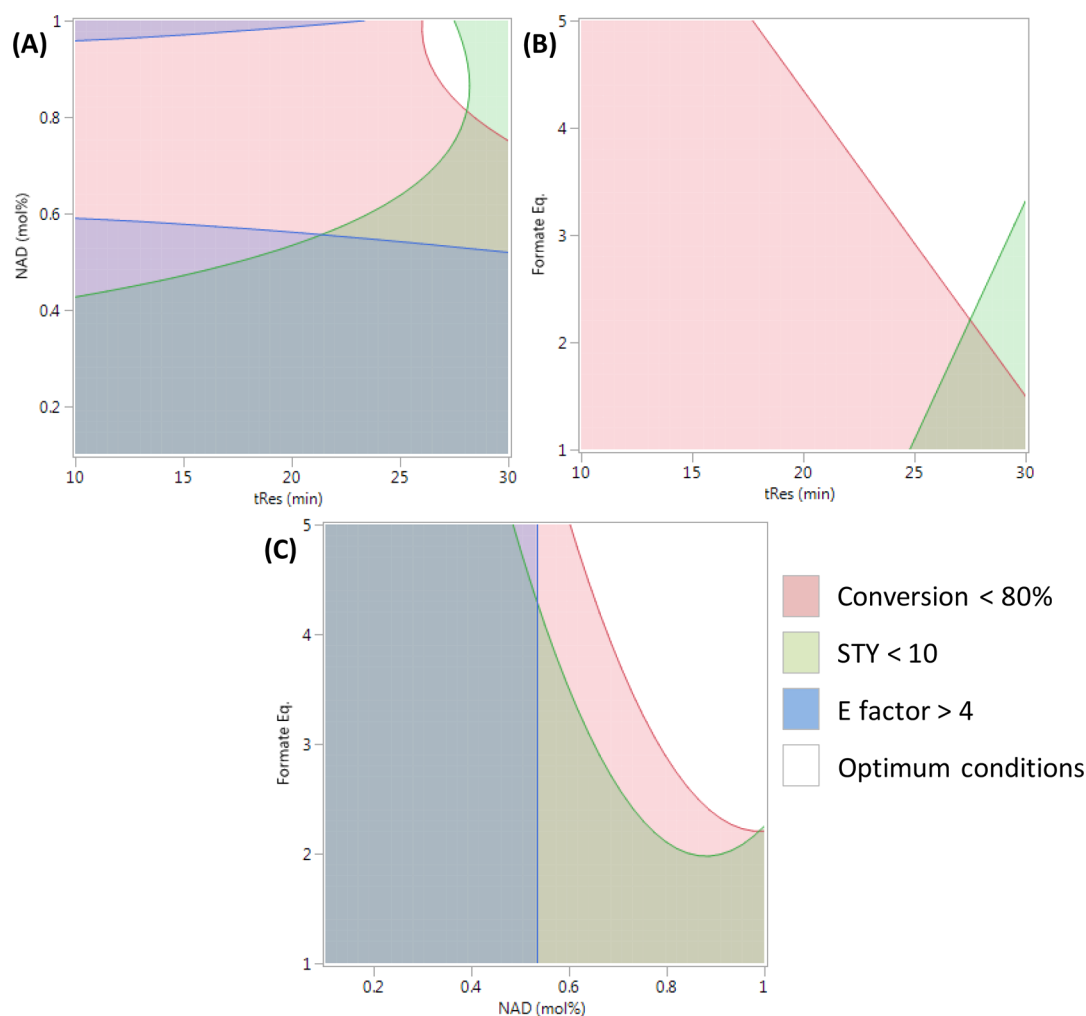 (A)
1
0.8
0.6
0.4
0.2
NAD (mol%)
10 15 20 25 30
tRes (min)
(B)
5
4
3
2
1
Formate Eq.
10 15 20 25 30
tRes (min)
(C)
5
4
3
2
1
Formate Eq.
0.2 0.4 0.6 0.8 1
NAD (mol%)
Conversion < 80%
STY < 10
E factor > 4
Optimum conditions